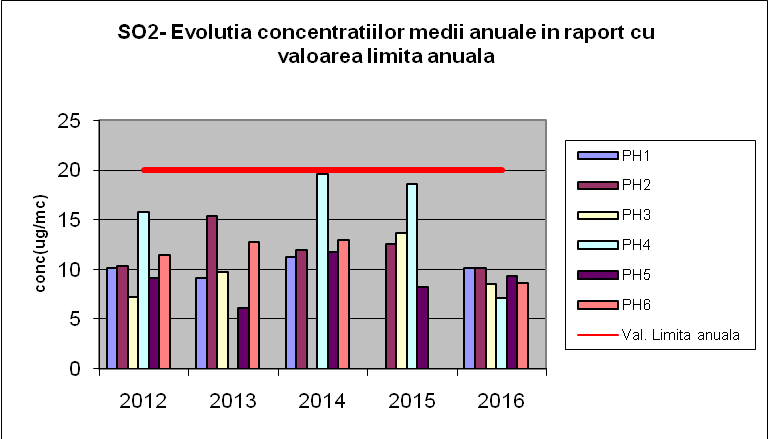 SO2- Evolutia concentratiilor medii anuale in raport cu
valoarea limita anuala
conc(ug/mc)
25
20
15
10
5
0
2012 2013 2014 2015 2016
PH1
PH2
PH3
PH4
PH5
PH6
Val. Limita anuala